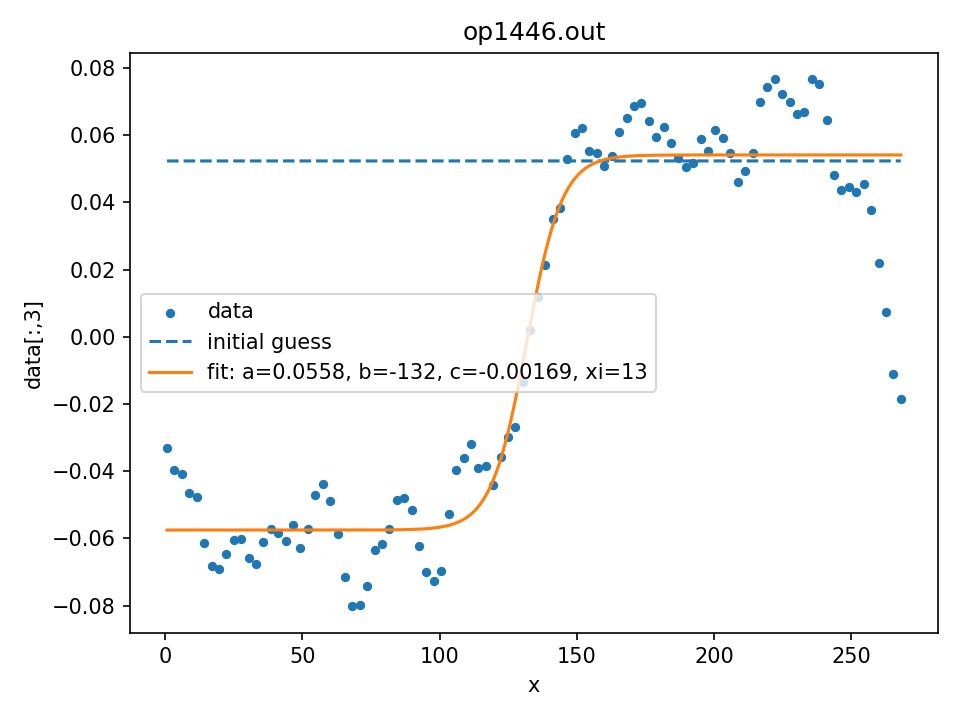 op1446.out
0.08
0.06
0.04
0.02
0.00
−0.02
−0.04
−0.06
−0.08
data[:,3]
data
initial guess
fit: a=0.0558, b=-132, c=-0.00169, xi=13
0 50 100 150 200 250
x